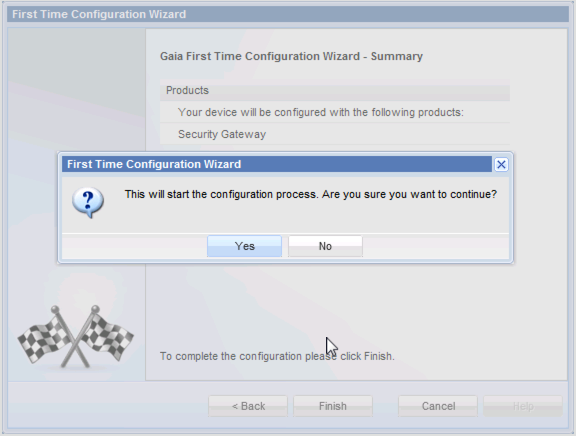 First Time Configuration Wizard
Gaia First Time Configuration Wizard - Summary
Products
Your device will be configured with the following products:
Security Gateway
First Time Configuration Wizard
This will start the configuration process. Are you sure you want to continue?
Yes
No
To complete the configuration please click Finish.
< Back
Finish
Cancel
Help